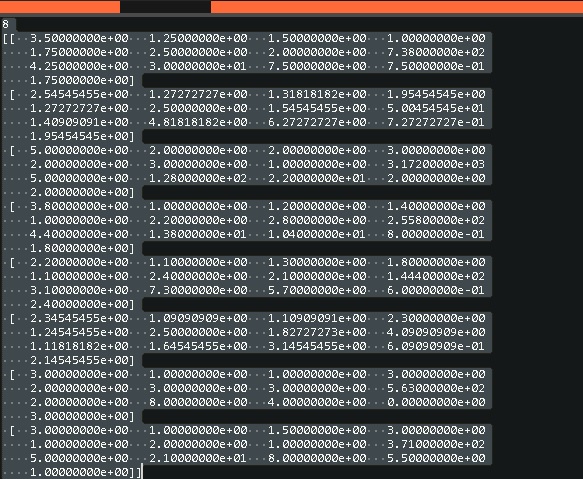 8
[[ 3.50000000e+00 1.25000000e+00 1.50000000e+00 1.00000000e+00
1.75000000e+00 2.50000000e+00 2.00000000e+00 7.38000000e+02
4.25000000e+00 3.00000000e+01 7.50000000e+00 7.50000000e-01
1.75000000e+00]
[ 2.54545455e+00 1.27272727e+00 1.31818182e+00 1.95454545e+00
1.27272727e+00 2.50000000e+00 1.54545455e+00 5.00454545e+01
1.40909091e+00 4.81818182e+00 6.27272727e+00 7.27272727e-01
1.95454545e+00]
[ 5.00000000e+00 2.00000000e+00 2.00000000e+00 3.00000000e+00
2.00000000e+00 3.00000000e+00 1.00000000e+00 3.17200000e+03
5.00000000e+00 1.28000000e+02 2.20000000e+01 2.00000000e+00
2.00000000e+00]
[ 3.80000000e+00 1.00000000e+00 1.20000000e+00 1.40000000e+00
1.00000000e+00 2.20000000e+00 2.80000000e+00 2.55800000e+02
4.40000000e+00 1.38000000e+01 1.04000000e+01 8.00000000e-01
1.80000000e+00]
[ 2.20000000e+00 1.10000000e+00 1.30000000e+00 1.80000000e+00
1.10000000e+00 2.40000000e+00 2.10000000e+00 1.44400000e+02
3.10000000e+00 7.30000000e+00 5.70000000e+00 6.00000000e-01
2.40000000e+00]
[ 2.34545455e+00 1.09090909e+00 1.10909091e+00 2.30000000e+00
1.24545455e+00 2.50000000e+00 1.82727273e+00 4.09090909e+00
1.11818182e+00 1.64545455e+00 3.14545455e+00 6.09090909e-01
2.14545455e+00]
[ 3.00000000e+00 1.00000000e+00 1.00000000e+00 3.00000000e+00
2.00000000e+00 3.00000000e+00 3.00000000e+00 5.63000000e+02
2.00000000e+00 8.00000000e+00 4.00000000e+00 0.00000000e+00
3.00000000e+00]
[ 3.00000000e+00 1.00000000e+00 1.50000000e+00 3.00000000e+00
1.00000000e+00 2.00000000e+00 1.00000000e+00 3.71000000e+02
5.00000000e+00 2.10000000e+01 8.00000000e+00 5.50000000e+00
1.00000000e+00]]